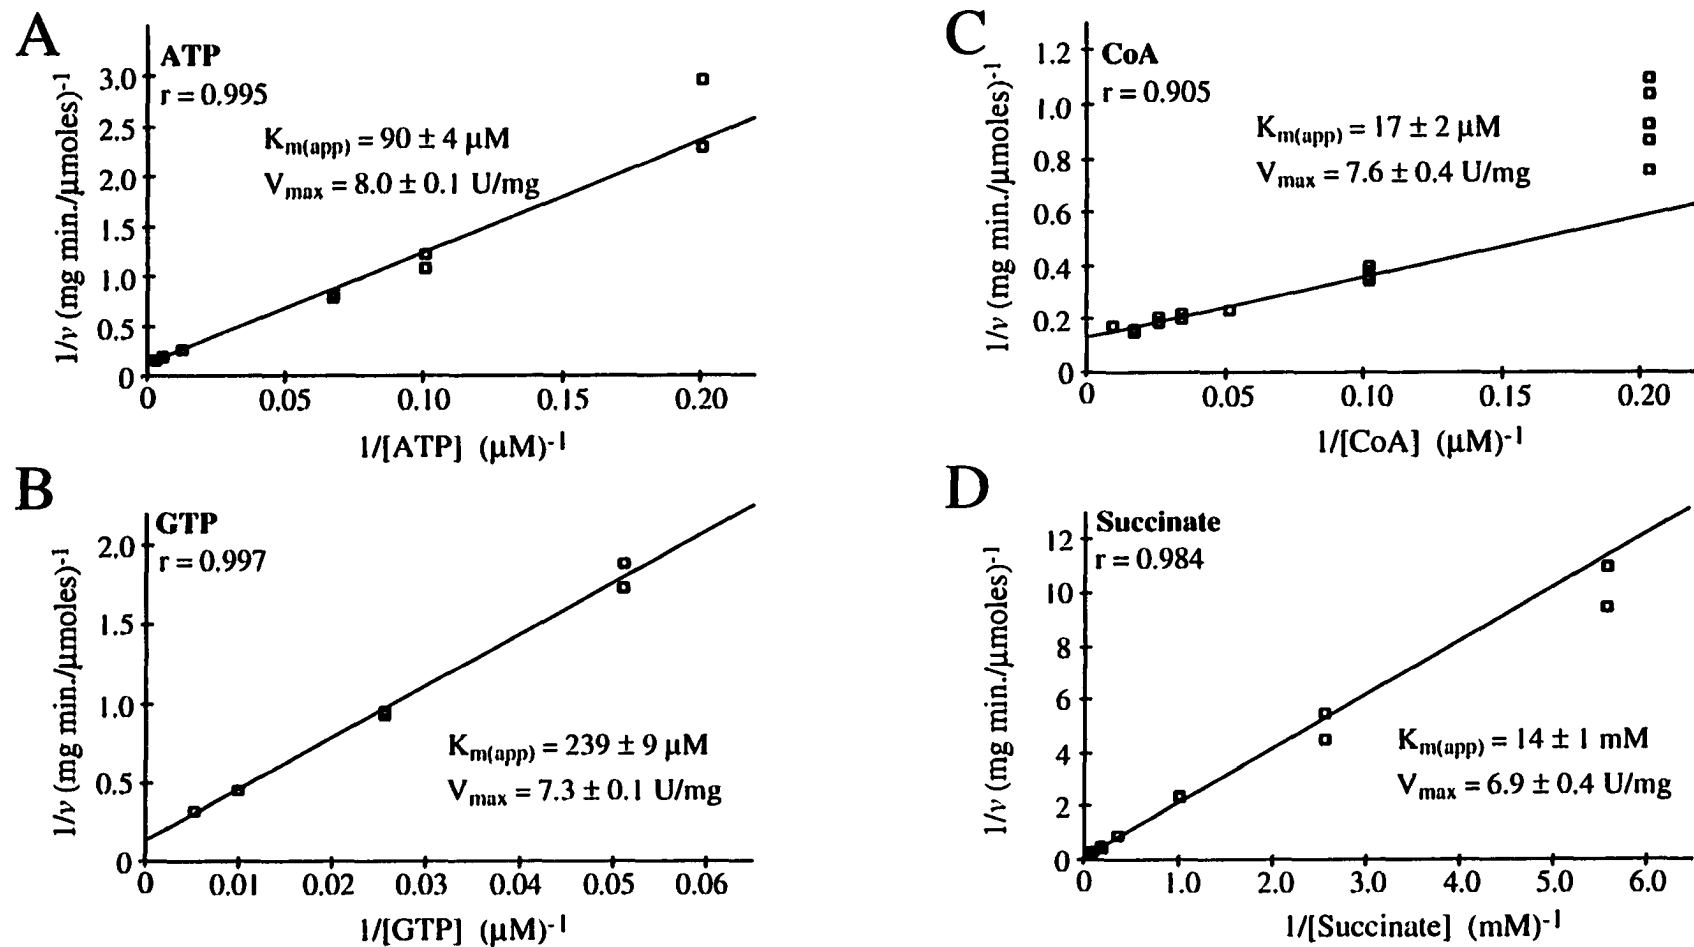 A
ATP
r = 0.995
K_m(app) = 90 ± 4 µM
V_max = 8.0 ± 0.1 U/mg
1/v (mg min./µmoles)^-1
3.0
2.5
2.0
1.5
1.0
0.5
0
0 0.05 0.10 0.15 0.20
1/[ATP] (µM)^-1
B
GTP
r = 0.997
K_m(app) = 239 ± 9 µM
V_max = 7.3 ± 0.1 U/mg
1/v (mg min./µmoles)^-1
2.0
1.5
1.0
0.5
0
0 0.01 0.02 0.03 0.04 0.05 0.06
1/[GTP] (µM)^-1
C
CoA
r = 0.905
K_m(app) = 17 ± 2 µM
V_max = 7.6 ± 0.4 U/mg
1/v (mg min./µmoles)^-1
1.2
1.0
0.8
0.6
0.4
0.2
0
0 0.05 0.10 0.15 0.20
1/[CoA] (µM)^-1
D
Succinate
r = 0.984
K_m(app) = 14 ± 1 mM
V_max = 6.9 ± 0.4 U/mg
1/v (mg min./µmoles)^-1
12
10
8
6
4
2
0
0 1.0 2.0 3.0 4.0 5.0 6.0
1/[Succinate] (mM)^-1